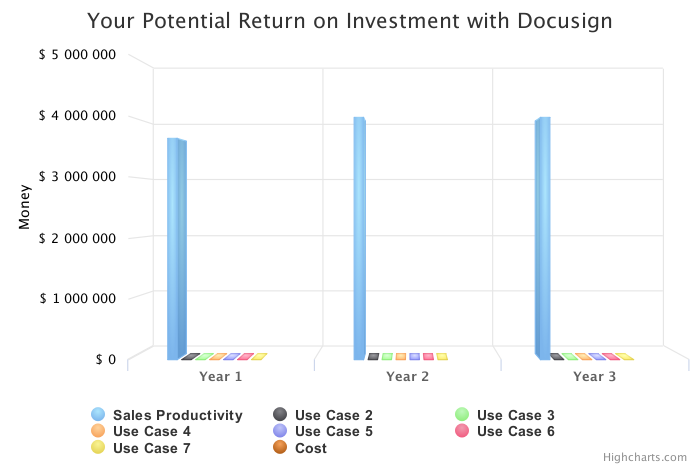 Your Potential Return on Investment with Docusign
$ 5 000 000
$ 4 000 000
$ 3 000 000
$ 2 000 000
$ 1 000 000
$ 0
Money
Year 1 Year 2 Year 3
Sales Productivity Use Case 2 Use Case 3
Use Case 4 Use Case 5 Use Case 6
Use Case 7 Cost
Highcharts.com